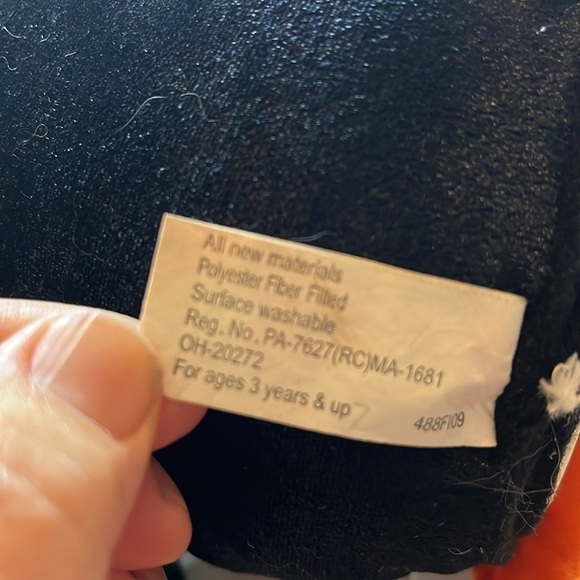 All new materials
Polyester Fiber Filled
Surface washable
Reg. No. PA-7627(RC)MA-1681
OH-20272
For ages 3 years & up
488FI09